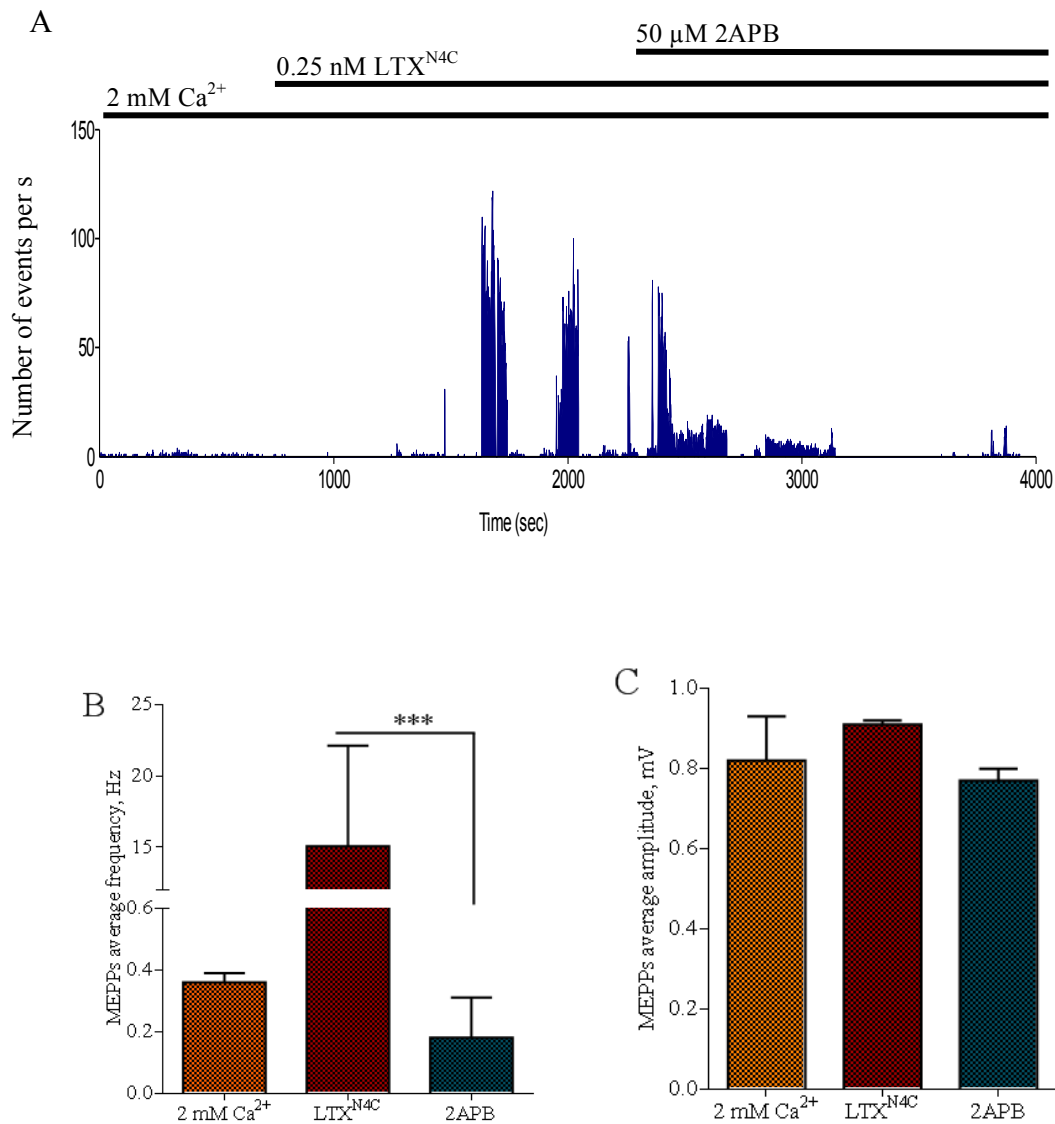 A
50 µM 2APB
0.25 nM LTXᴺ⁴ᶜ
2 mM Ca²⁺
150
100
50
0
Number of events per s
0 1000 2000 3000 4000
Time (sec)
B
25
20
15
0.6
0.4
0.2
0.0
MEPPs average frequency, Hz
***
2 mM Ca²⁺ LTXᴺ⁴ᶜ 2APB
C
1.0
0.8
0.6
0.4
0.2
0.0
MEPPs average amplitude, mV
2 mM Ca²⁺ LTXᴺ⁴ᶜ 2APB